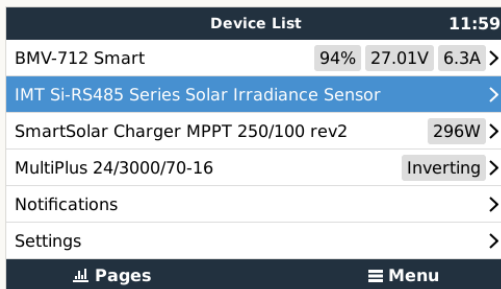 Device List 11:59
BMV-712 Smart 94% 27.01V 6.3A
IMT Si-RS485 Series Solar Irradiance Sensor
SmartSolar Charger MPPT 250/100 rev2 296W
MultiPlus 24/3000/70-16 Inverting
Notifications
Settings
Pages Menu